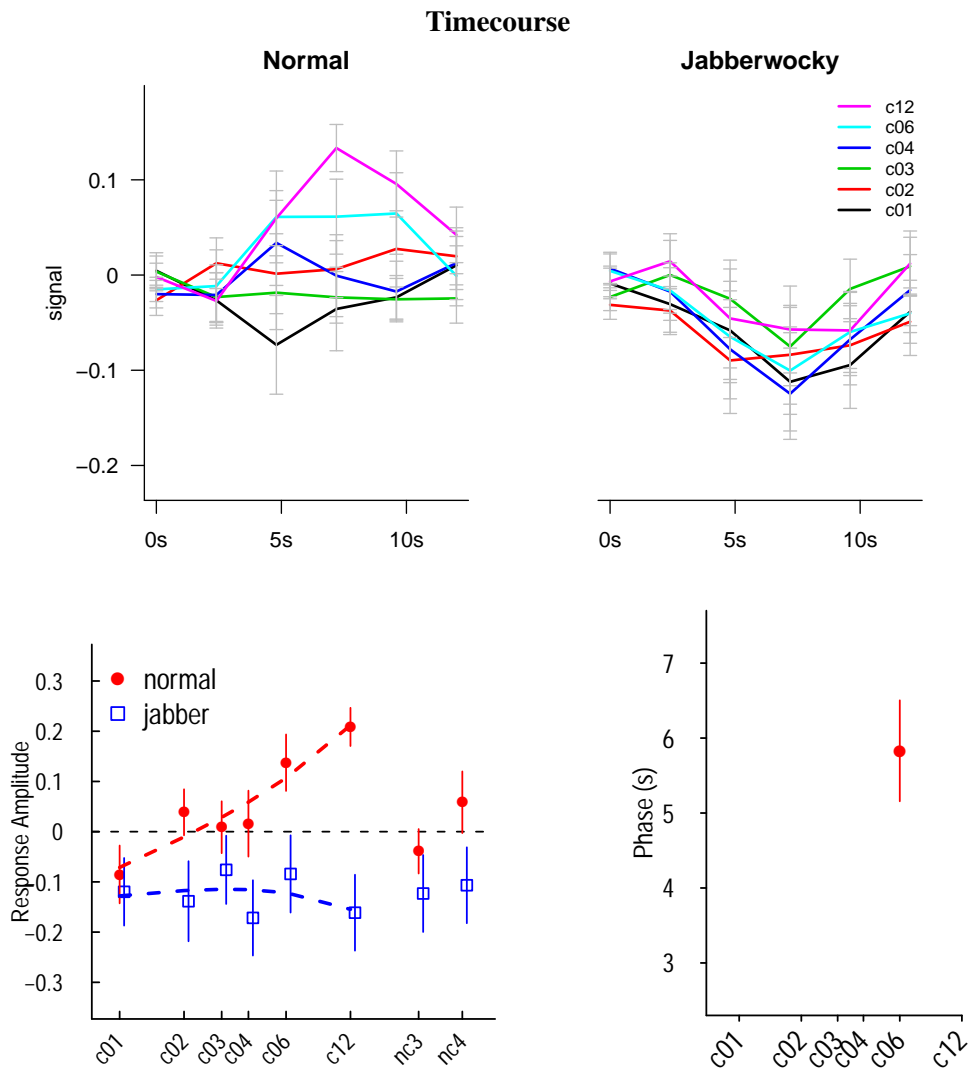 Timecourse
Normal
Jabberwocky
signal
0.1
0
−0.1
−0.2
0s
5s
10s
c12
c06
c04
c03
c02
c01
0s
5s
10s
Response Amplitude
0.3
0.2
0.1
0
−0.1
−0.2
−0.3
normal
jabber
c01
c02
c03
c04
c06
c12
nc3
nc4
Phase (s)
7
6
5
4
3
c01
c02
c03
c04
c06
c12